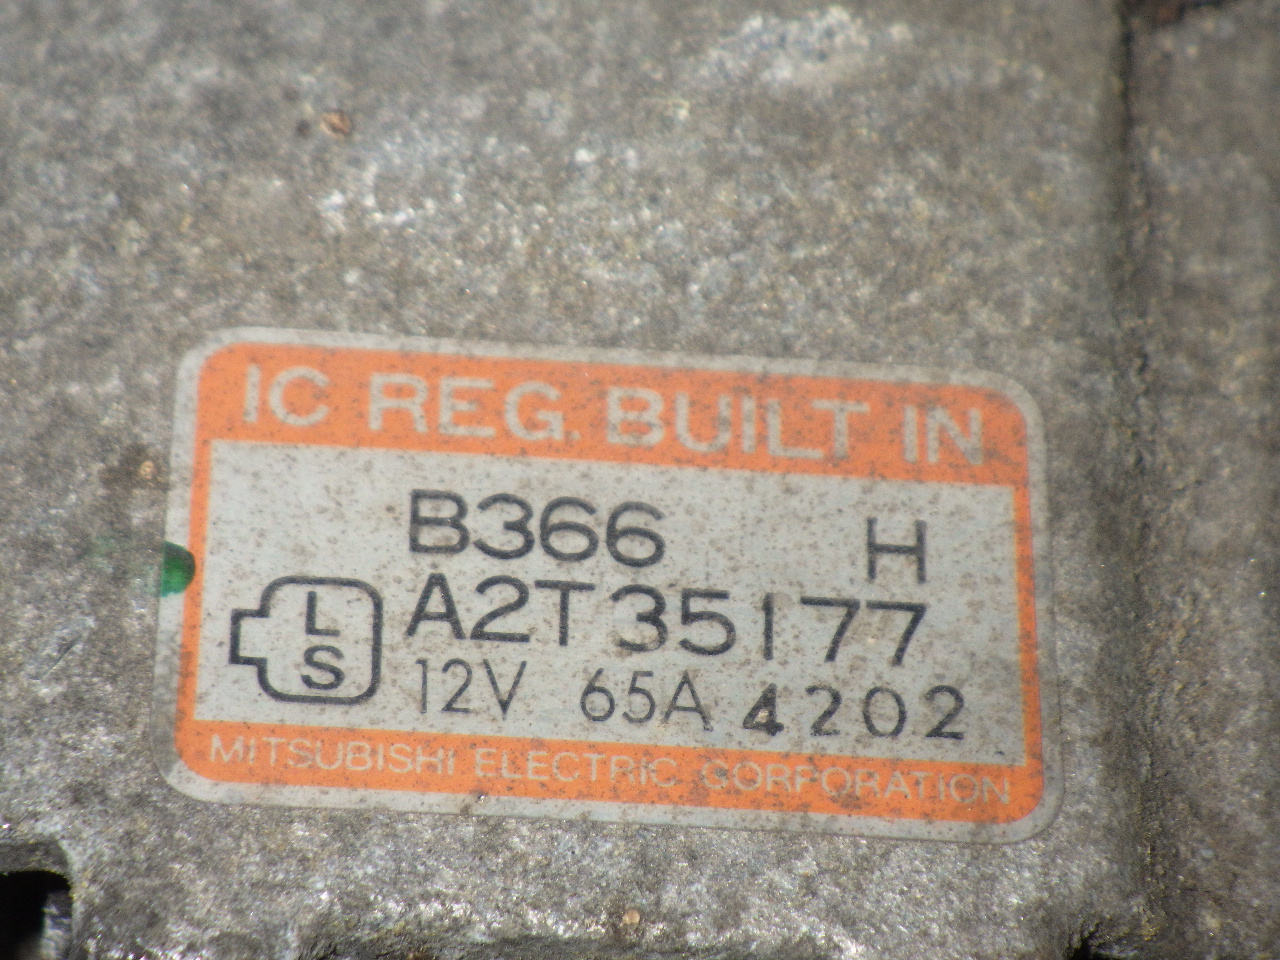 IC REG. BUILT IN
B366 H
A2T35177
L
S
12V 65A 4202
MITSUBISHI ELECTRIC CORPORATION